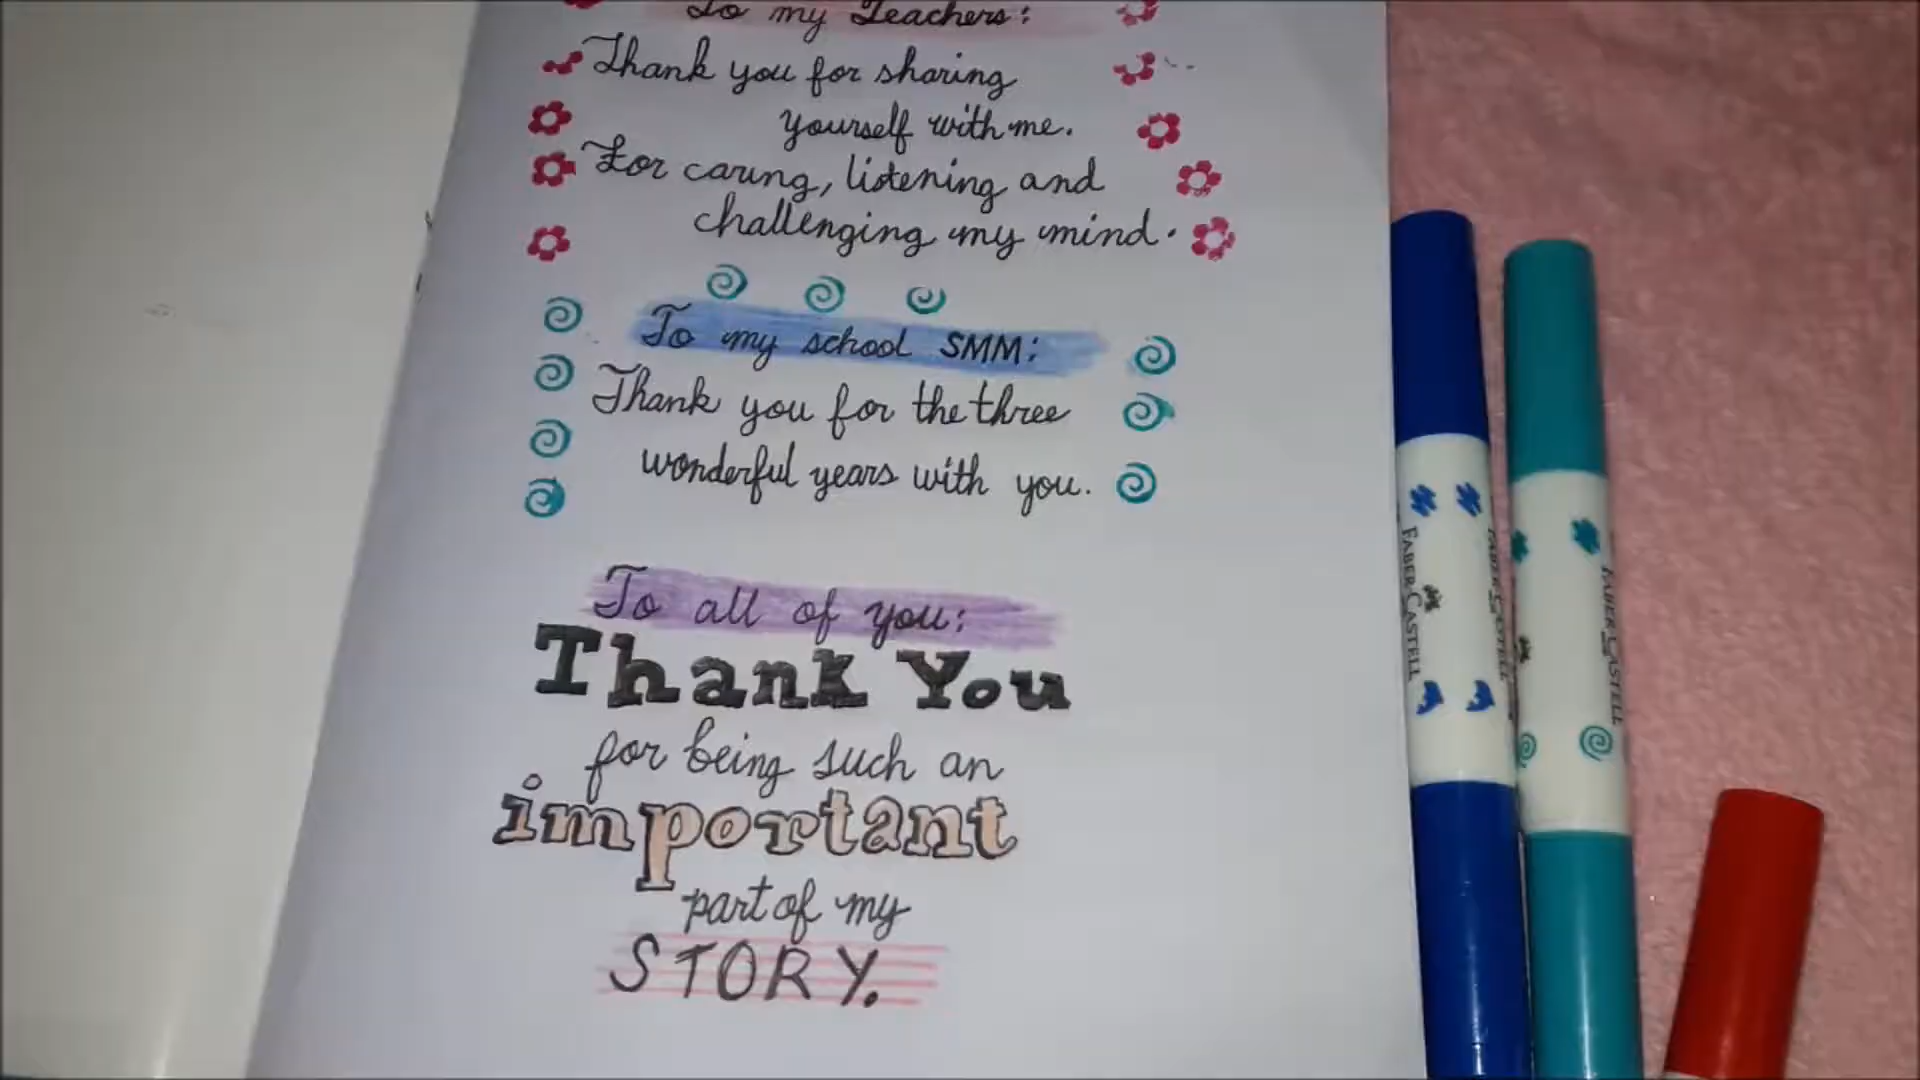 To my Teachers:
Thank you for sharing
yourself with me.
For caring, listening and
challenging my mind.
To my school SMM:
Thank you for the three
wonderful years with you.
To all of you:
Thank You
for being such an
important
part of my
STORY.
FABER-CASTELL
FABER-CASTELL
FABER-CASTELL